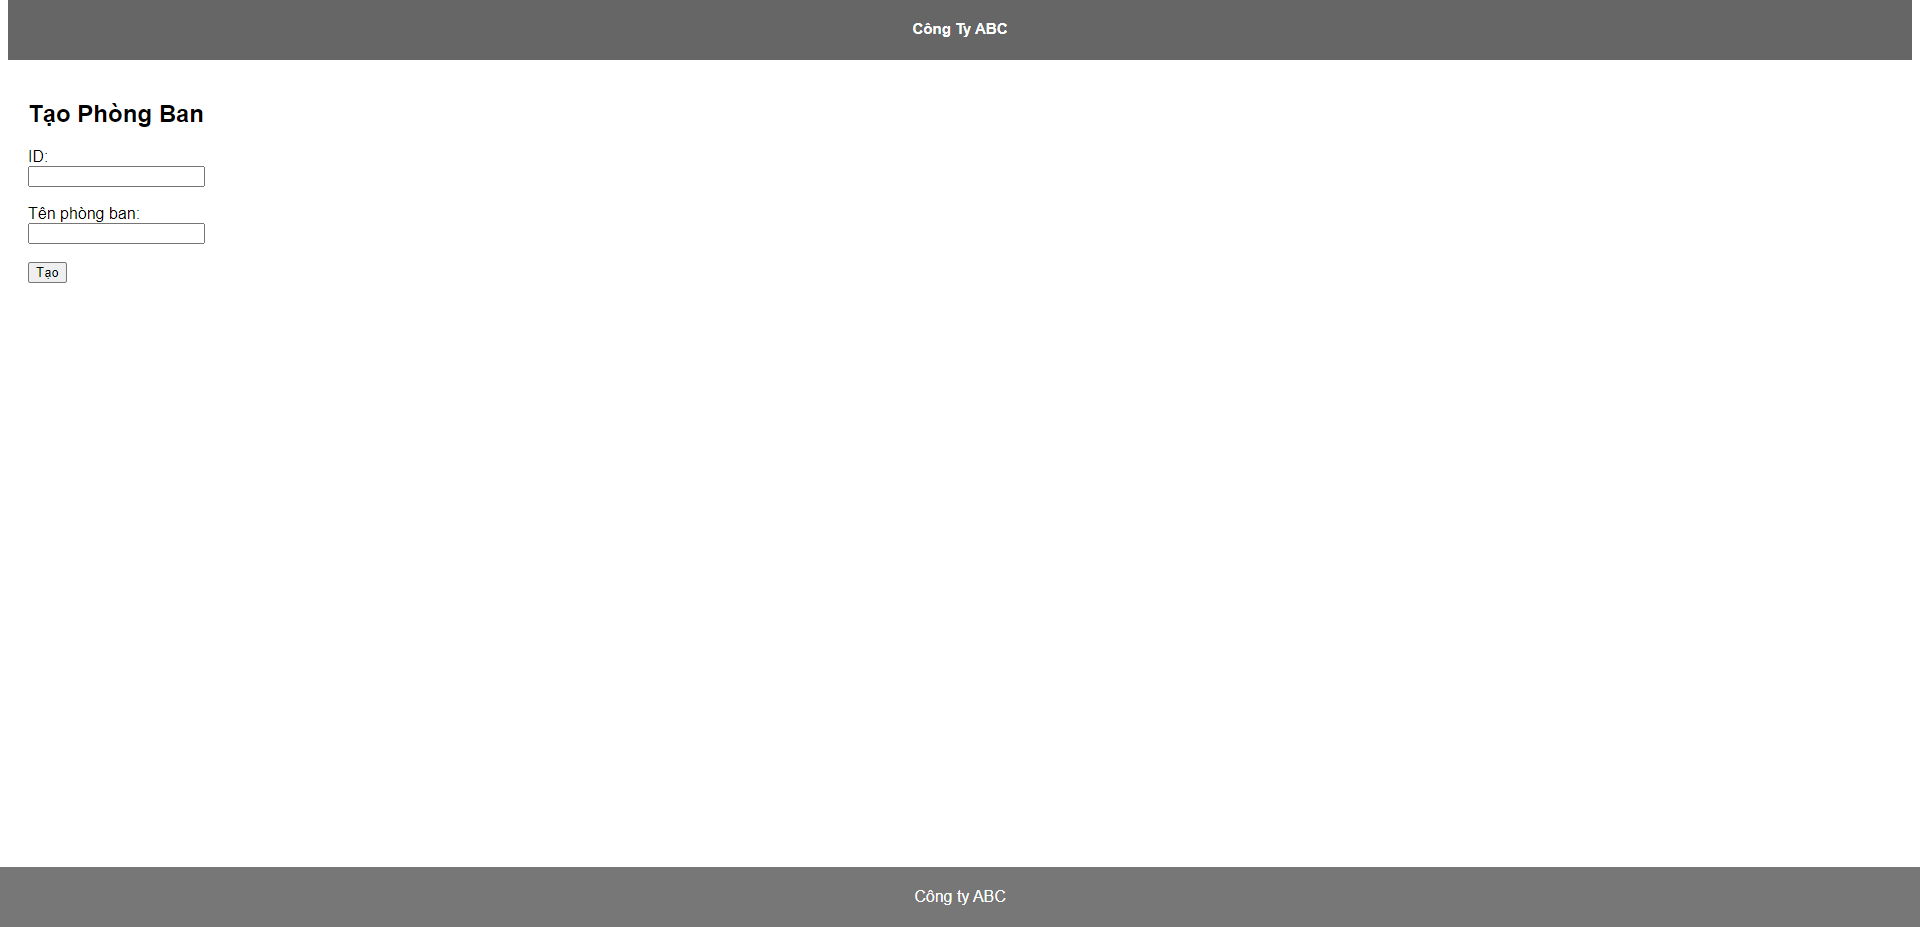 Công Ty ABC
Tạo Phòng Ban
ID:
Tên phòng ban:
Tạo
Công ty ABC